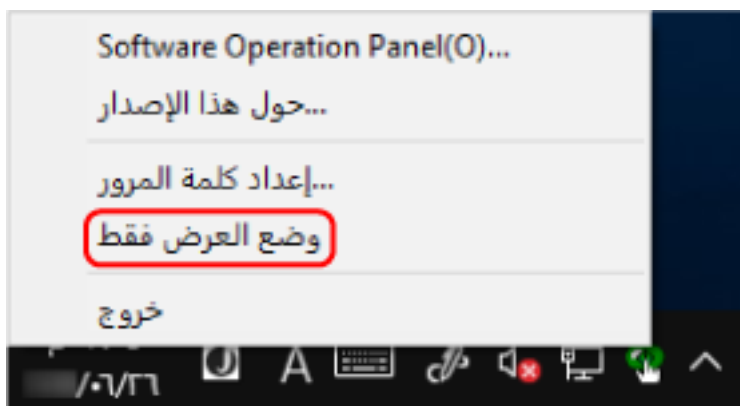 Software Operation Panel(O)...
حول هذا الإصدار...
إعداد كلمة المرور...
وضع العرض فقط
خروج
A
/٠٦/٢٦